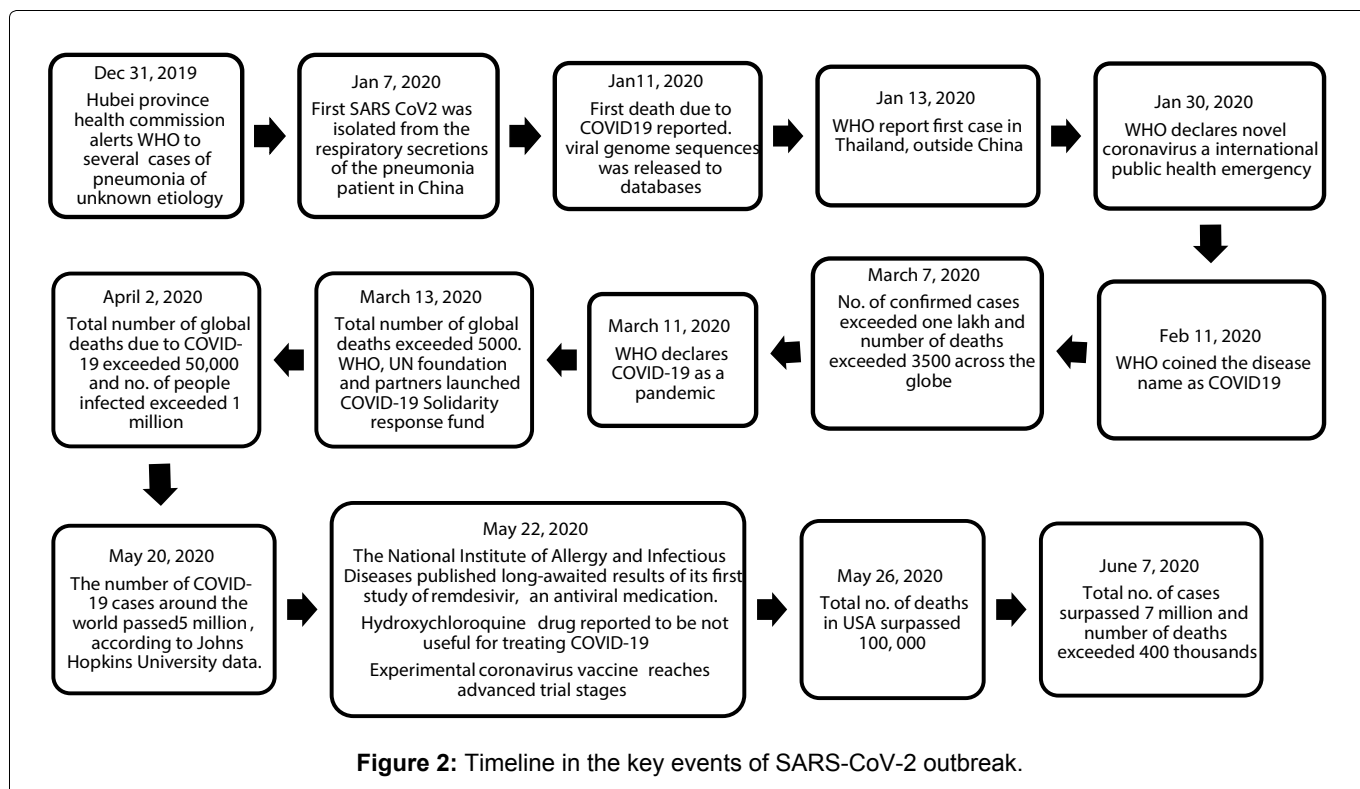 Dec 31, 2019
Hubei province
health commission
alerts WHO to
several cases of
pneumonia of
unknown etiology
Jan 7, 2020
First SARS CoV2 was
isolated from the
respiratory secretions
of the pneumonia
patient in China
Jan11, 2020
First death due to
COVID19 reported.
viral genome sequences
was released to
databases
Jan 13, 2020
WHO report first case in
Thailand, outside China
Jan 30, 2020
WHO declares novel
coronavirus a international
public health emergency
Feb 11, 2020
WHO coined the disease
name as COVID19
March 7, 2020
No. of confirmed cases
exceeded one lakh and
number of deaths
exceeded 3500 across the
globe
March 11, 2020
WHO declares
COVID-19 as a
pandemic
March 13, 2020
Total number of global
deaths exceeded 5000.
WHO, UN foundation
and partners launched
COVID-19 Solidarity
response fund
April 2, 2020
Total number of global
deaths due to COVID-
19 exceeded 50,000
and no. of people
infected exceeded 1
million
May 20, 2020
The number of COVID-
19 cases around the
world passed5 million ,
according to Johns
Hopkins University data.
May 22, 2020
The National Institute of Allergy and Infectious
Diseases published long-awaited results of its first
study of remdesivir, an antiviral medication.
Hydroxychloroquine drug reported to be not
useful for treating COVID-19
Experimental coronavirus vaccine reaches
advanced trial stages
May 26, 2020
Total no. of deaths
in USA surpassed
100, 000
June 7, 2020
Total no. of cases
surpassed 7 million and
number of deaths
exceeded 400 thousands
Figure 2: Timeline in the key events of SARS-CoV-2 outbreak.